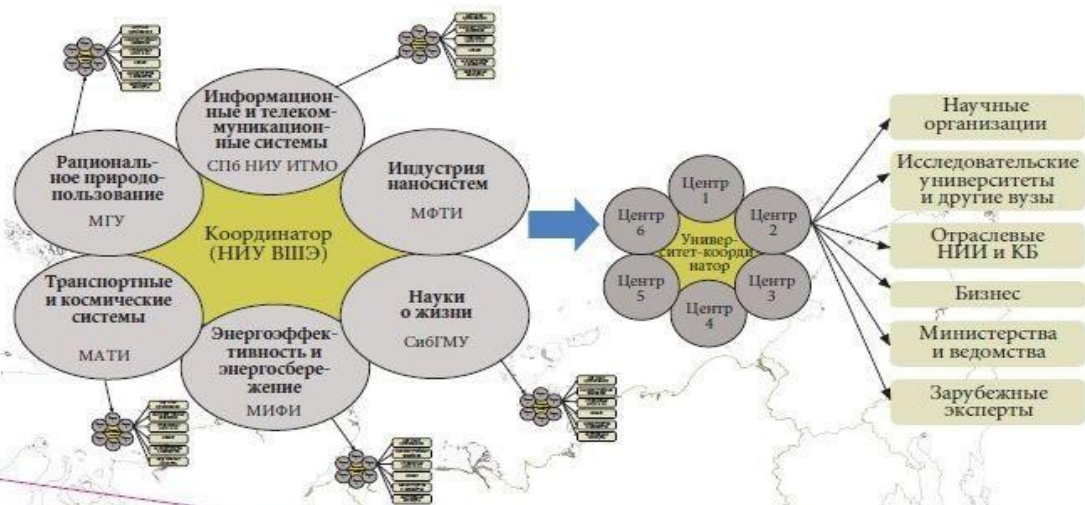 Информацион-
ные и телеком-
муникацион-
ные системы
СПб НИУ ИТМО
Рациональ-
ное природо-
пользование
МГУ
Индустрия
наносистем
МФТИ
Координатор
(НИУ ВШЭ)
Транспортные
и космические
системы
МАТИ
Науки
о жизни
СибГМУ
Энергоэффек-
тивность и
энергосбере-
жение
МИФИ
Центр
1
Центр
2
Центр
3
Центр
4
Центр
5
Центр
6
Универ-
ситет-коорди
натор
Научные
организации
Исследовательские
университеты
и другие вузы
Отраслевые
НИИ и КБ
Бизнес
Министерства
и ведомства
Зарубежные
эксперты